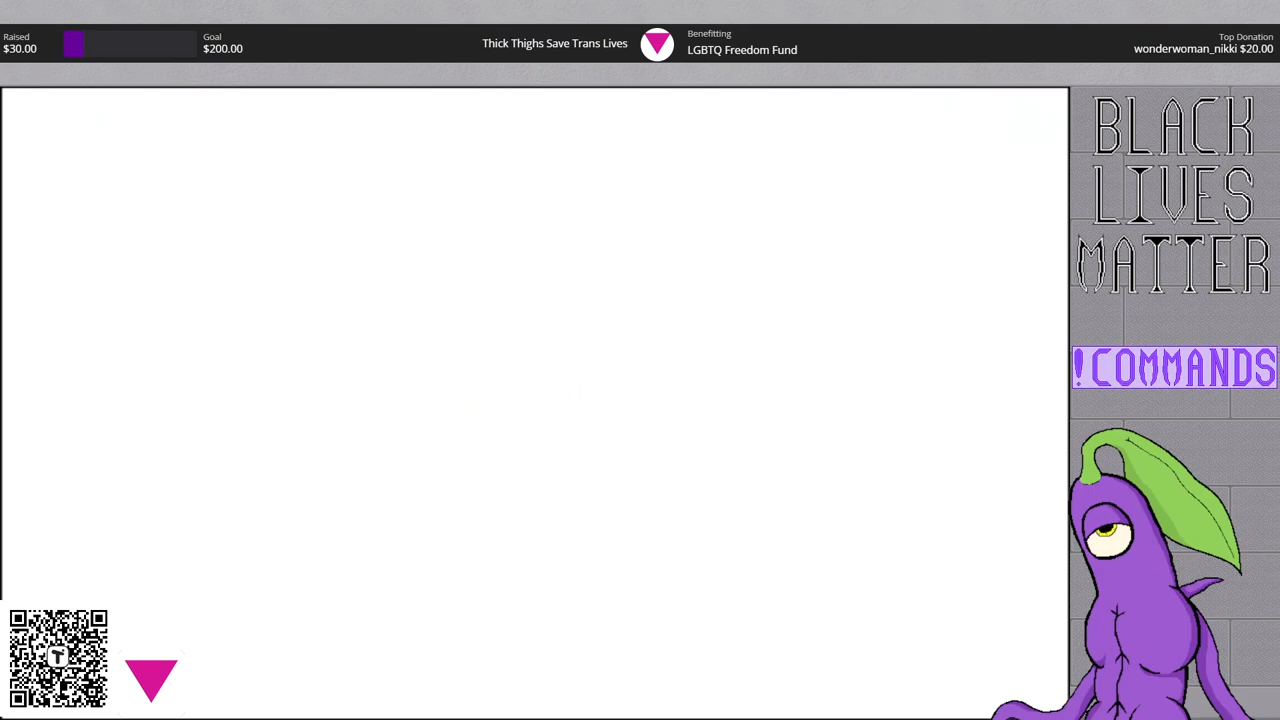 Raised
$30.00
Goal
$200.00
Thick Thighs Save Trans Lives
Benefitting
LGBTQ Freedom Fund
Top Donation
wonderwoman_nikki $20.00
BLACK
LIVES
MATTER
!COMMANDS
T